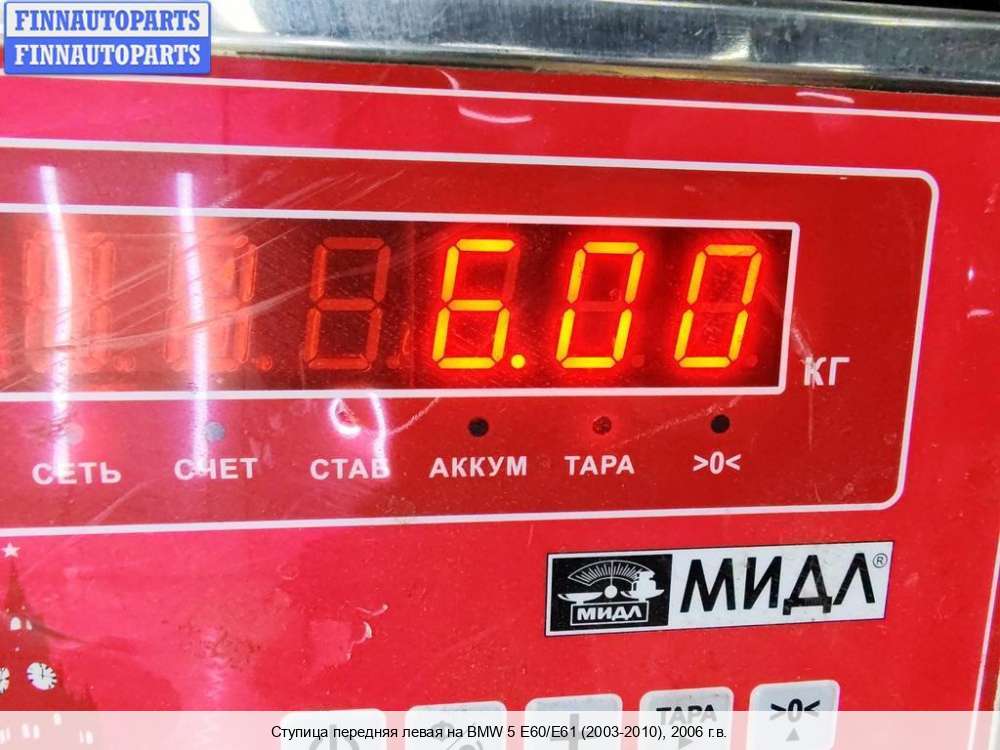 FINNAUTOPARTS
FINNAUTOPARTS
6.00
КГ
СЕТЬ СЧЕТ СТАБ АККУМ ТАРА >0<
МИДЛ МИДЛ®
ТАРА >0<
Ступица передняя левая на BMW 5 E60/E61 (2003-2010), 2006 г.в.